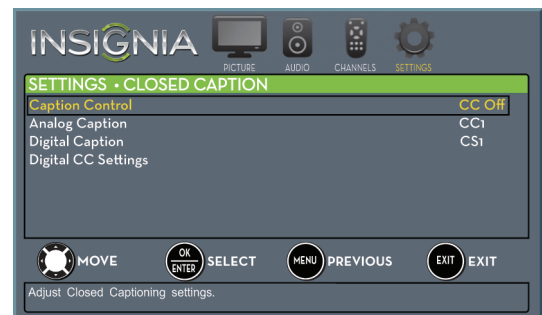 INSIGNIA
PICTURE AUDIO CHANNELS SETTINGS
SETTINGS • CLOSED CAPTION
Caption Control CC Off
Analog Caption CC1
Digital Caption CS1
Digital CC Settings
MOVE OK ENTER SELECT MENU PREVIOUS EXIT EXIT
Adjust Closed Captioning settings.